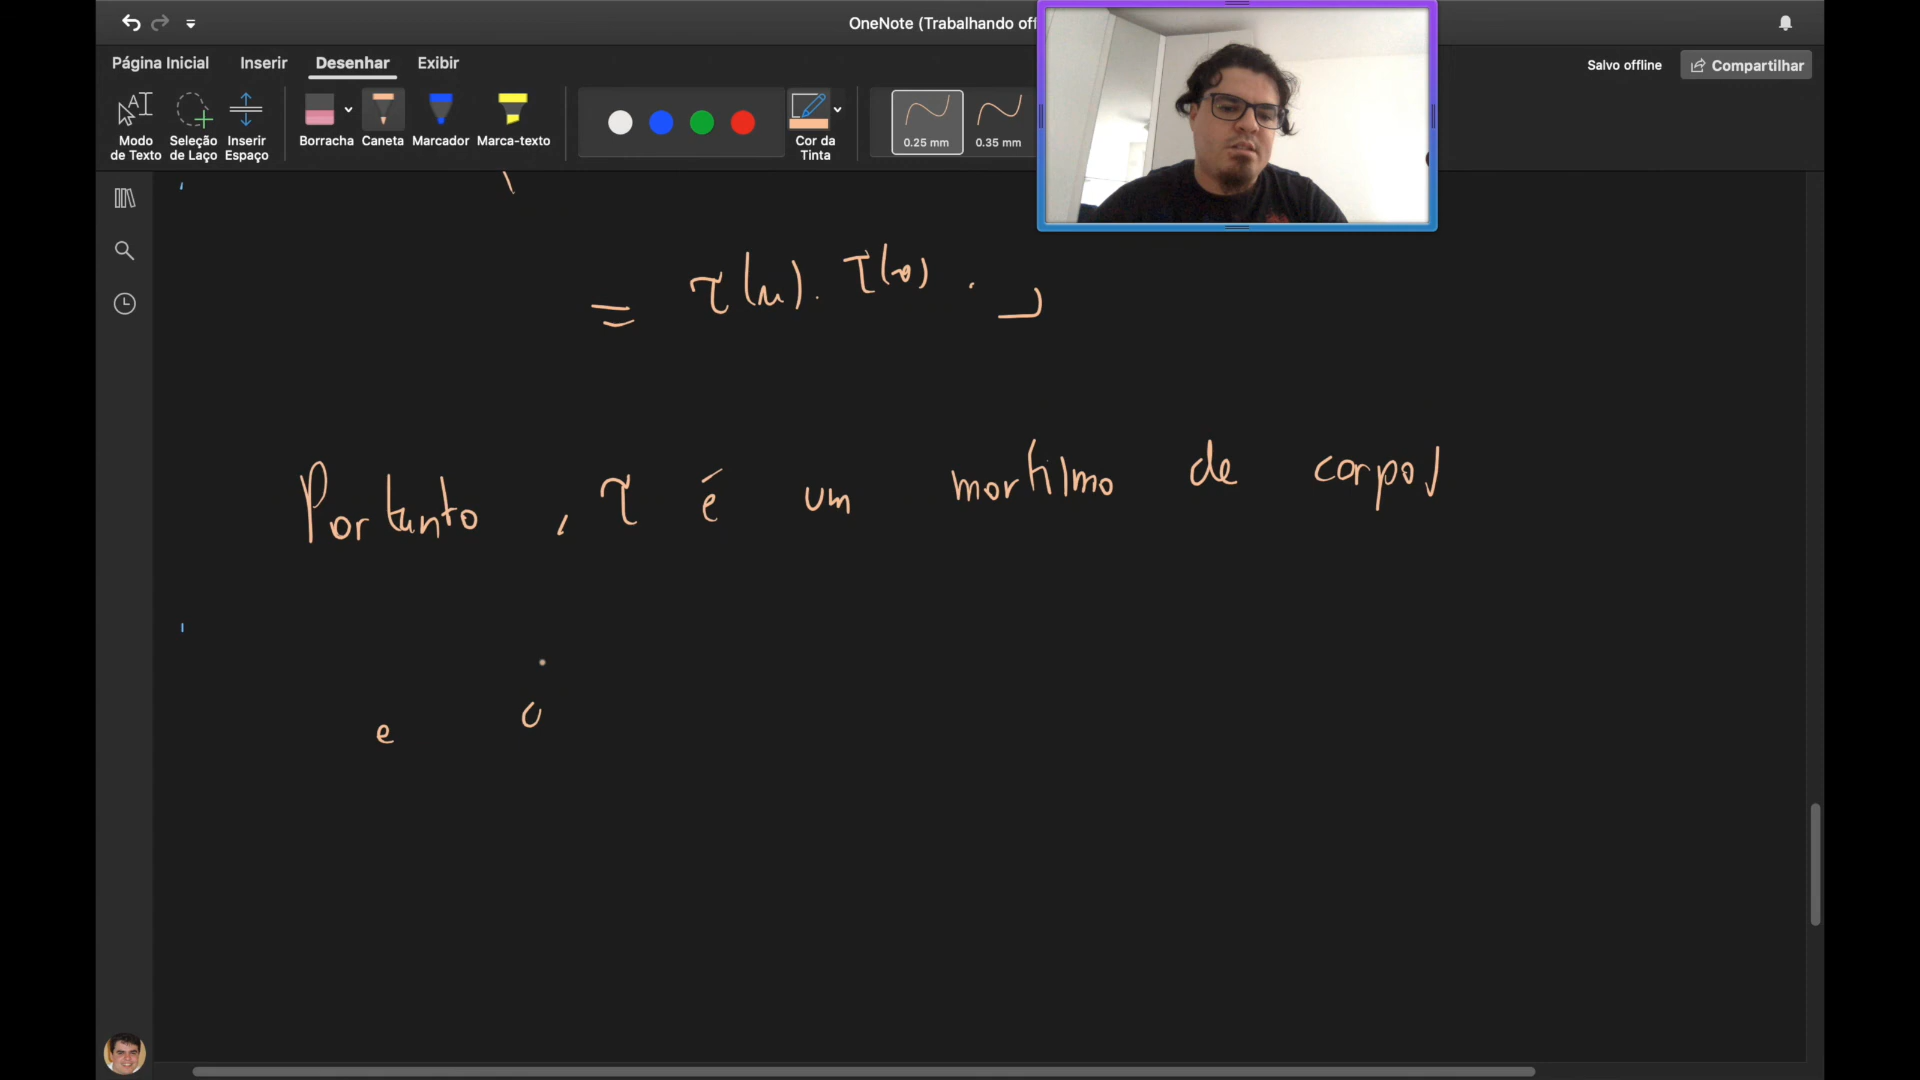 OneNote (Trabalhando off
Página Inicial Inserir Desenhar Exibir
Salvo offline Compartilhar
Modo de Texto
Seleção de Laço
Inserir Espaço
Borracha Caneta Marcador Marca-texto
Cor da Tinta
0.25 mm 0.35 mm
= τ(u). τ(v) . ┘
Portanto , τ é um morfismo de corpos
e